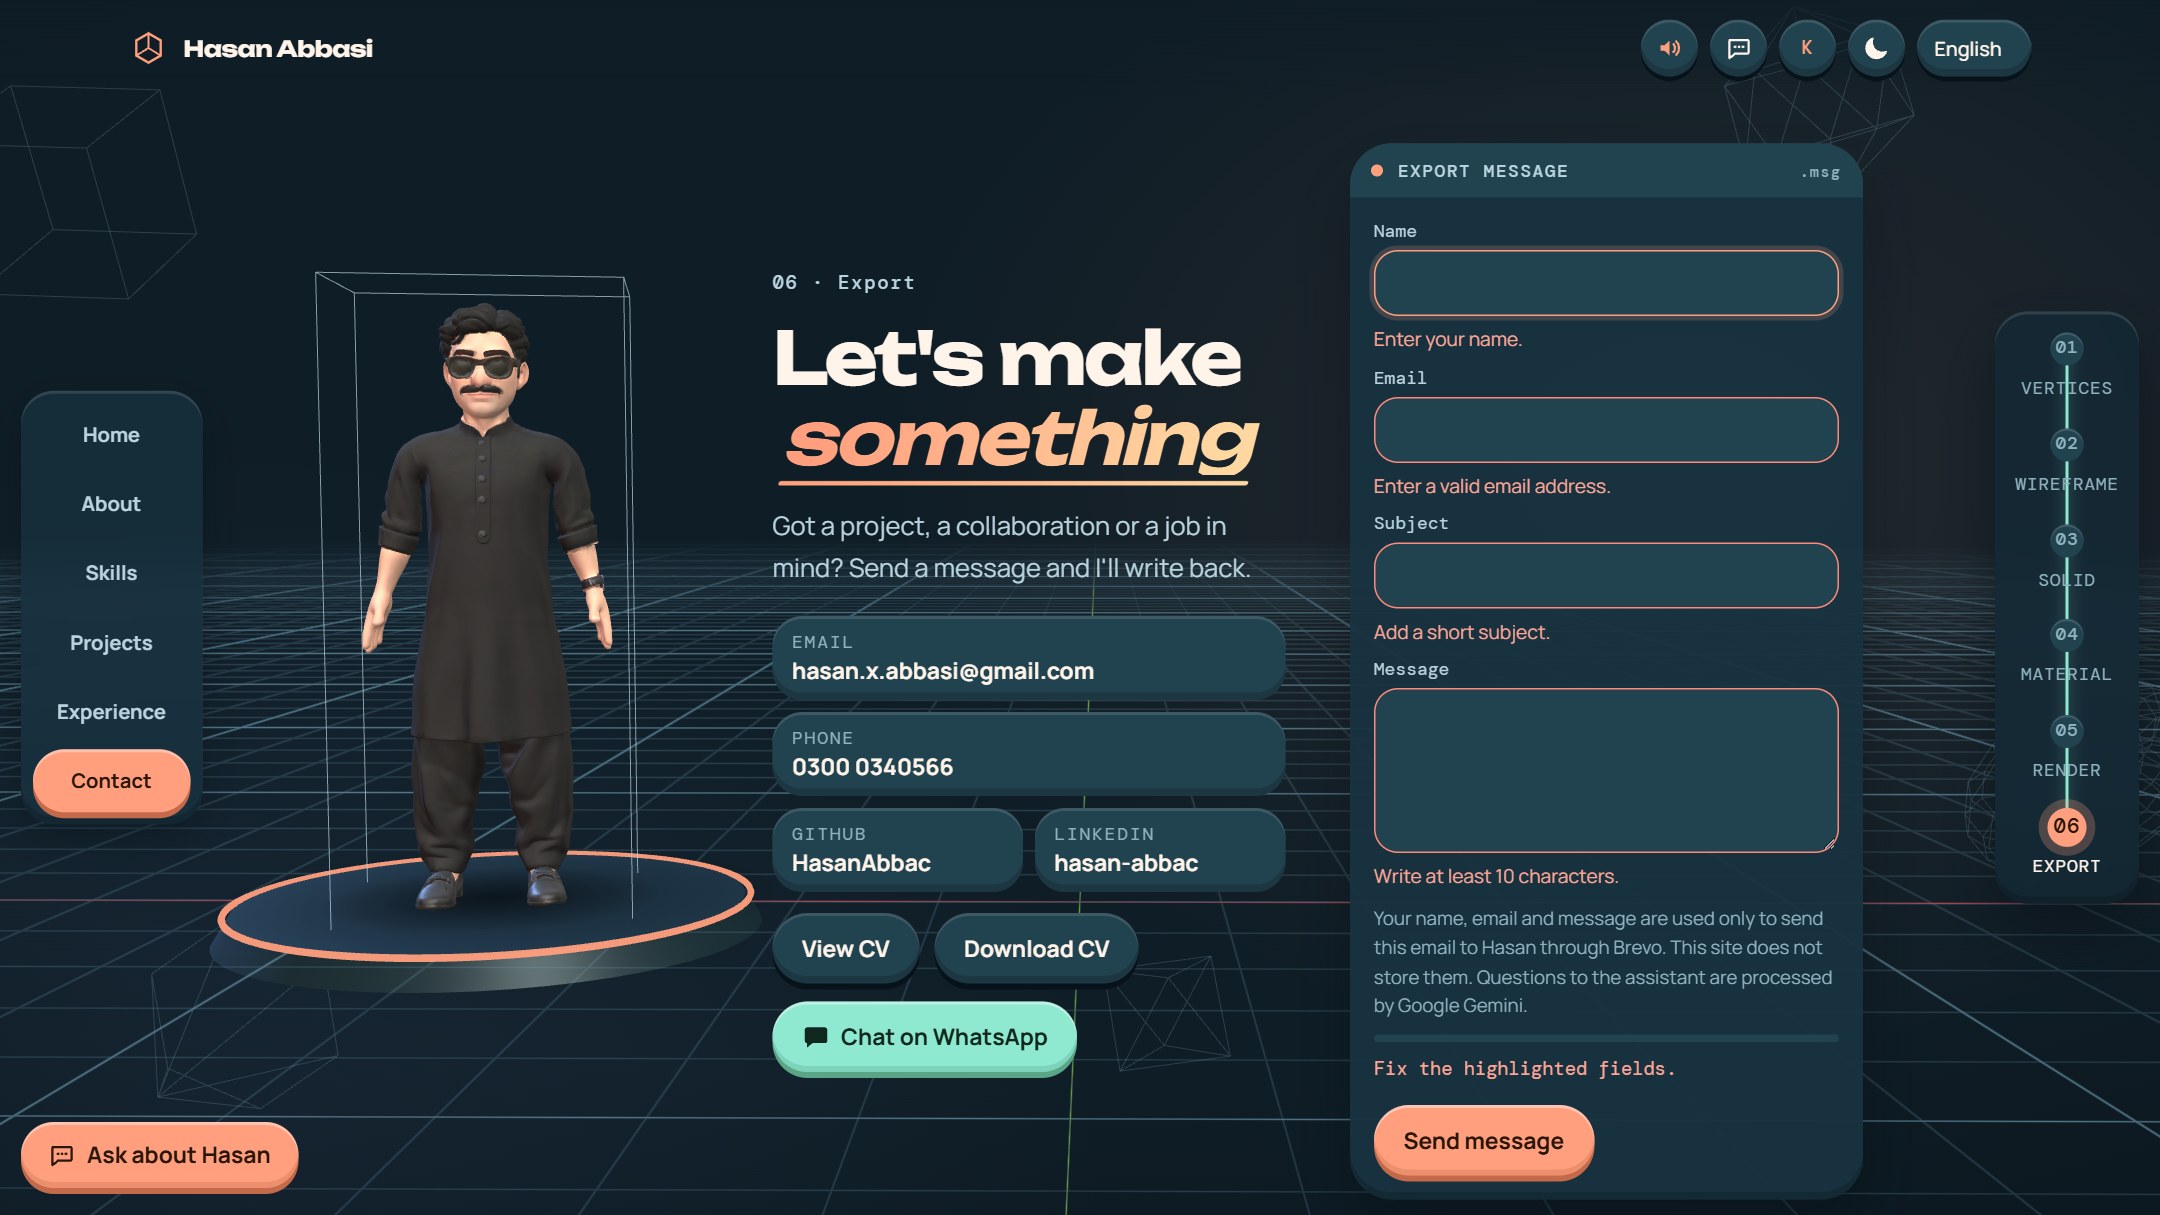 Hasan Abbasi
K
English
Home
About
Skills
Projects
Experience
Contact
06 · Export
Let's make
something
Got a project, a collaboration or a job in
mind? Send a message and I'll write back.
EMAIL
hasan.x.abbasi@gmail.com
PHONE
0300 0340566
GITHUB
HasanAbbac
LINKEDIN
hasan-abbac
View CV
Download CV
Chat on WhatsApp
EXPORT MESSAGE
.msg
Name
Enter your name.
Email
Enter a valid email address.
Subject
Add a short subject.
Message
Write at least 10 characters.
Your name, email and message are used only to send
this email to Hasan through Brevo. This site does not
store them. Questions to the assistant are processed
by Google Gemini.
Fix the highlighted fields.
Send message
01
VERTICES
02
WIREFRAME
03
SOLID
04
MATERIAL
05
RENDER
06
EXPORT
Ask about Hasan